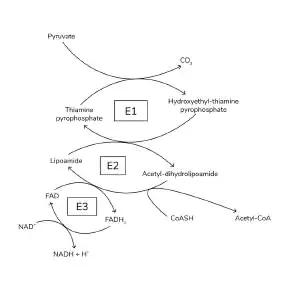 Pyruvate
CO₂
Hydroxyethyl-thiamine
pyrophosphate
Thiamine
pyrophosphate
E1
Lipoamide
E2
Acetyl-dihydrolipoamide
FAD
E3
FADH₂
CoASH
Acetyl-CoA
NAD⁺
NADH + H⁺